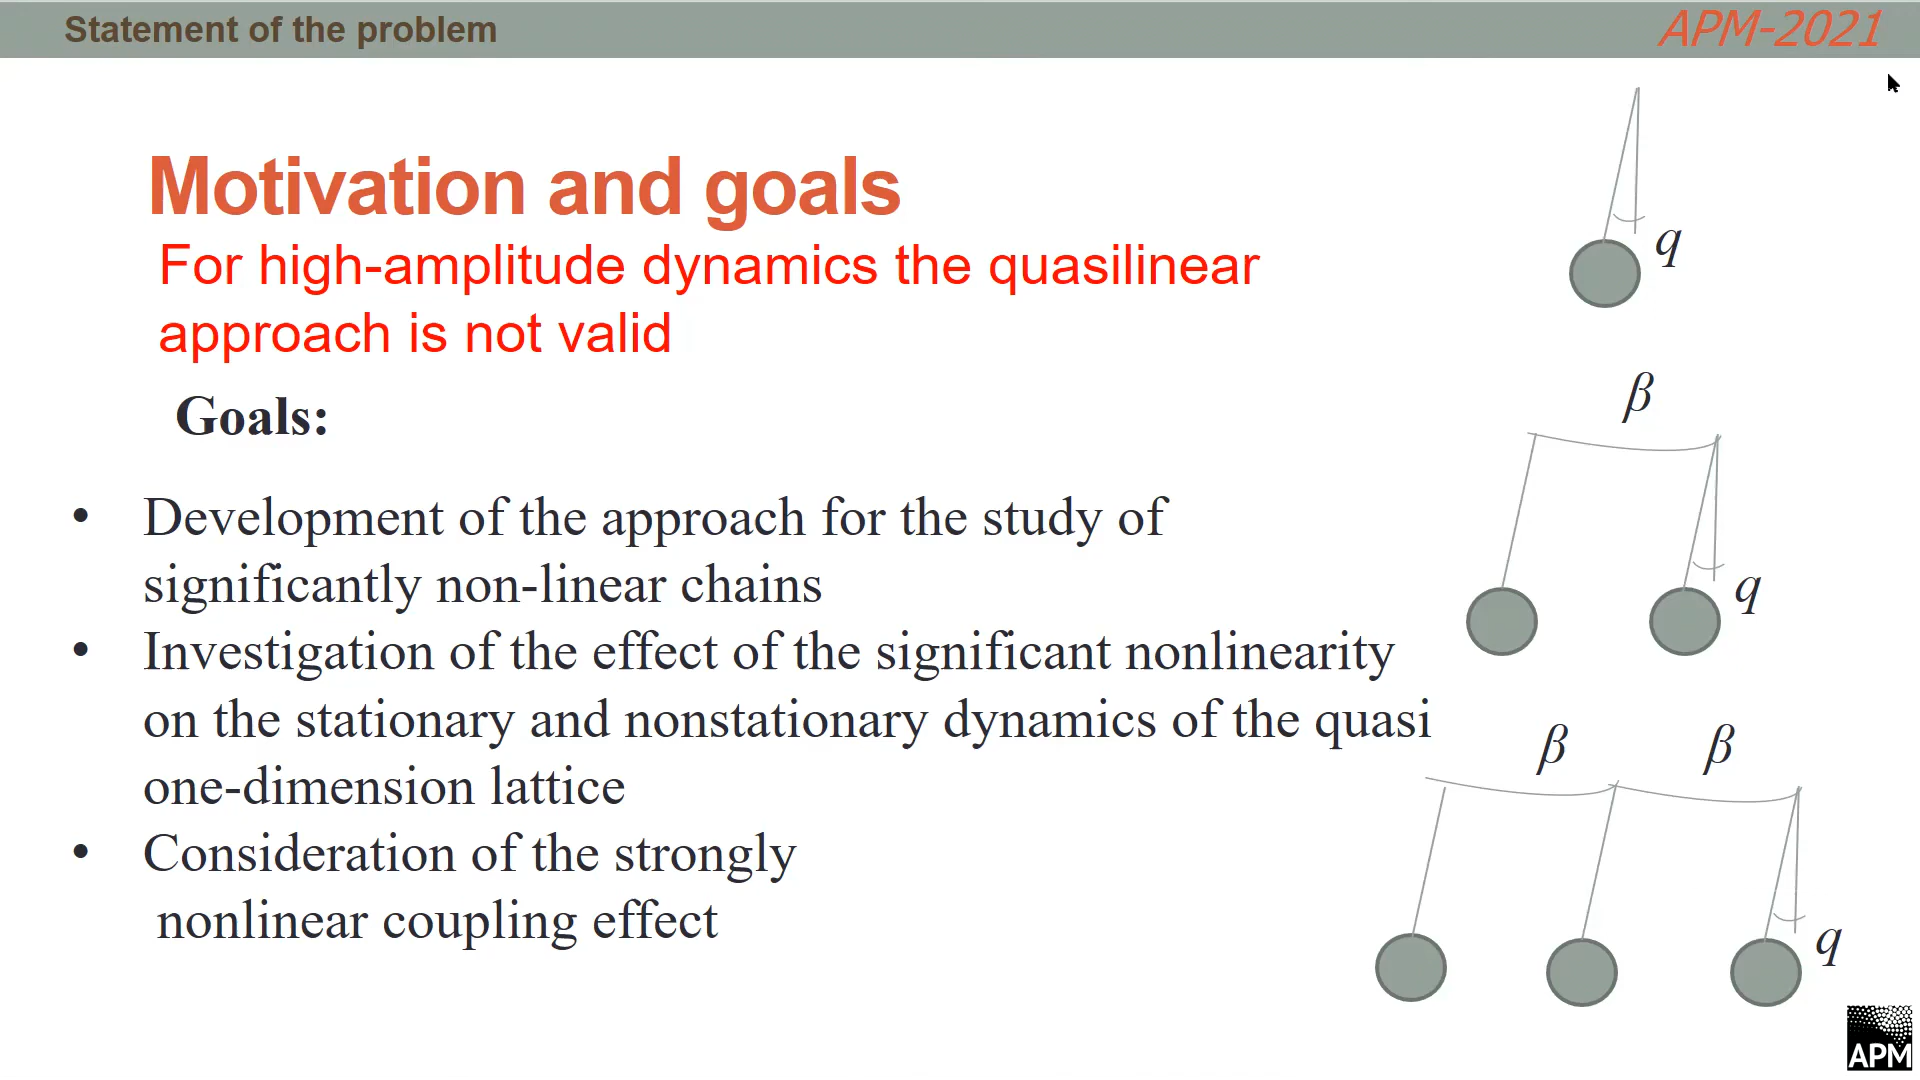 Statement of the problem
APM-2021
Motivation and goals
For high-amplitude dynamics the quasilinear
approach is not valid
Goals:
• Development of the approach for the study of
significantly non-linear chains
• Investigation of the effect of the significant nonlinearity
on the stationary and nonstationary dynamics of the quasi
one-dimension lattice
• Consideration of the strongly
nonlinear coupling effect
q
β
q
β β
q
APM